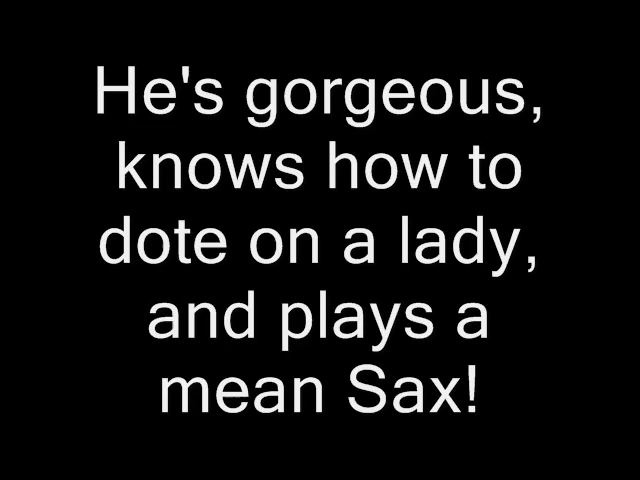 He's gorgeous,
knows how to
dote on a lady,
and plays a
mean Sax!